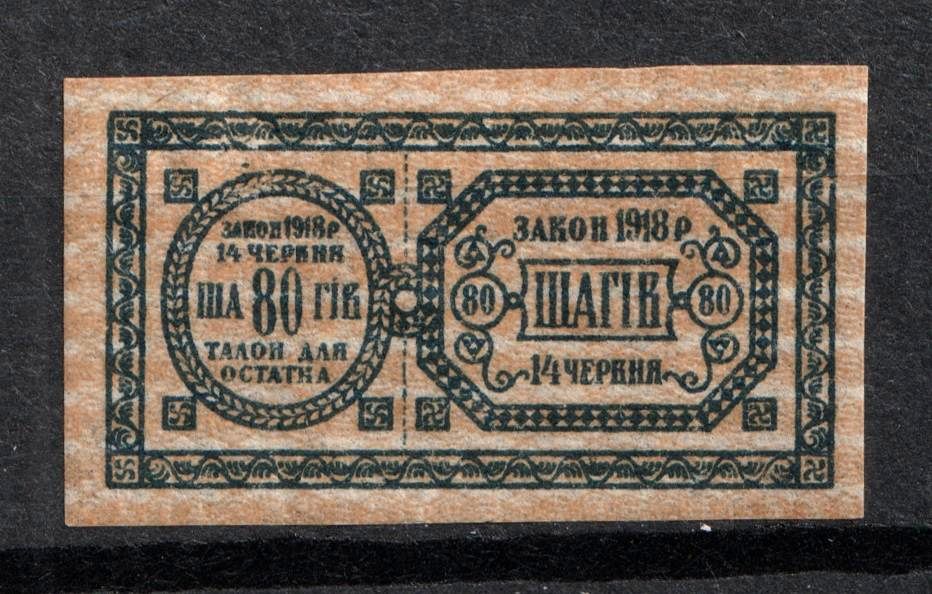 ЗАКОН 1918 Р
14 ЧЕРВНЯ
ША 80 ГІВ
ТАЛОН ДЛЯ
ОСТАТКА
ЗАКОН 1918 Р
80 ШАГІВ 80
14 ЧЕРВНЯ